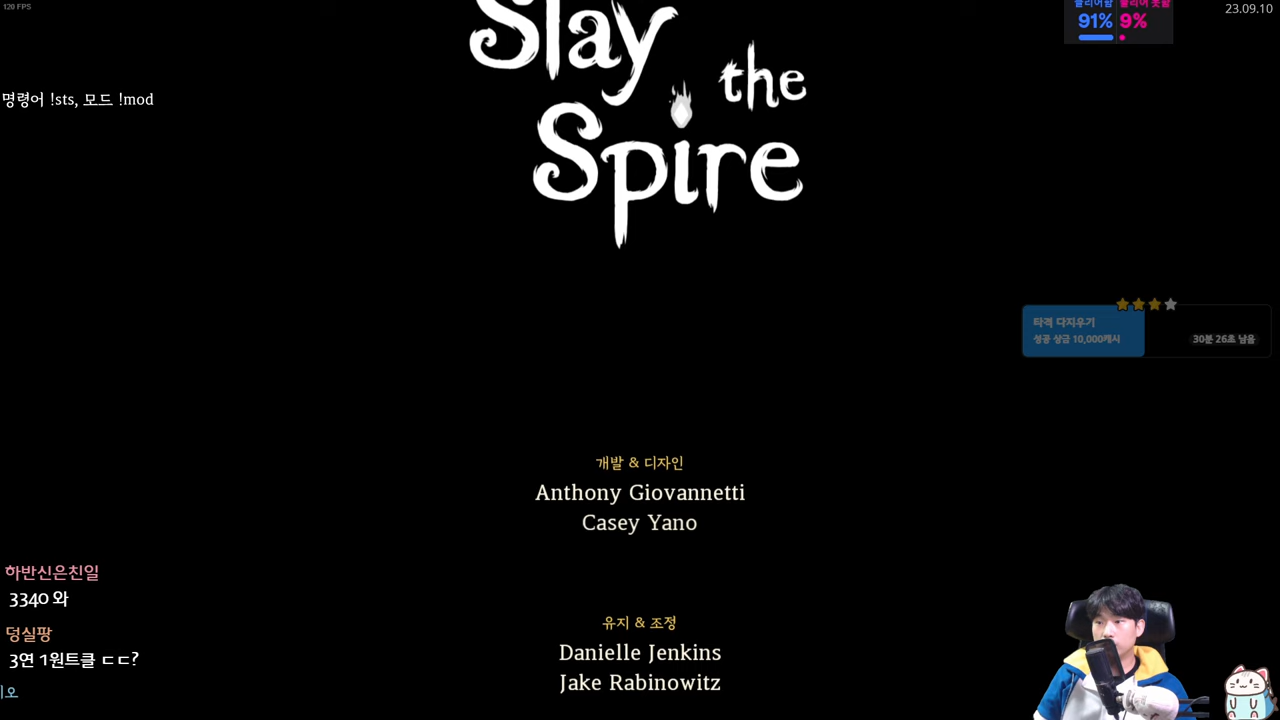 120 FPS
23.09.10
91% 9%
Slay
the
Spire
명령어 !sts, 모드 !mod
타격 다지우기
성공 상금 10,000캐시
30분 26초 남음
개발 & 디자인
Anthony Giovannetti
Casey Yano
유지 & 조정
Danielle Jenkins
Jake Rabinowitz
하반신은친일
3340 와
덩실팡
3연 1원트클 ㄷㄷ?